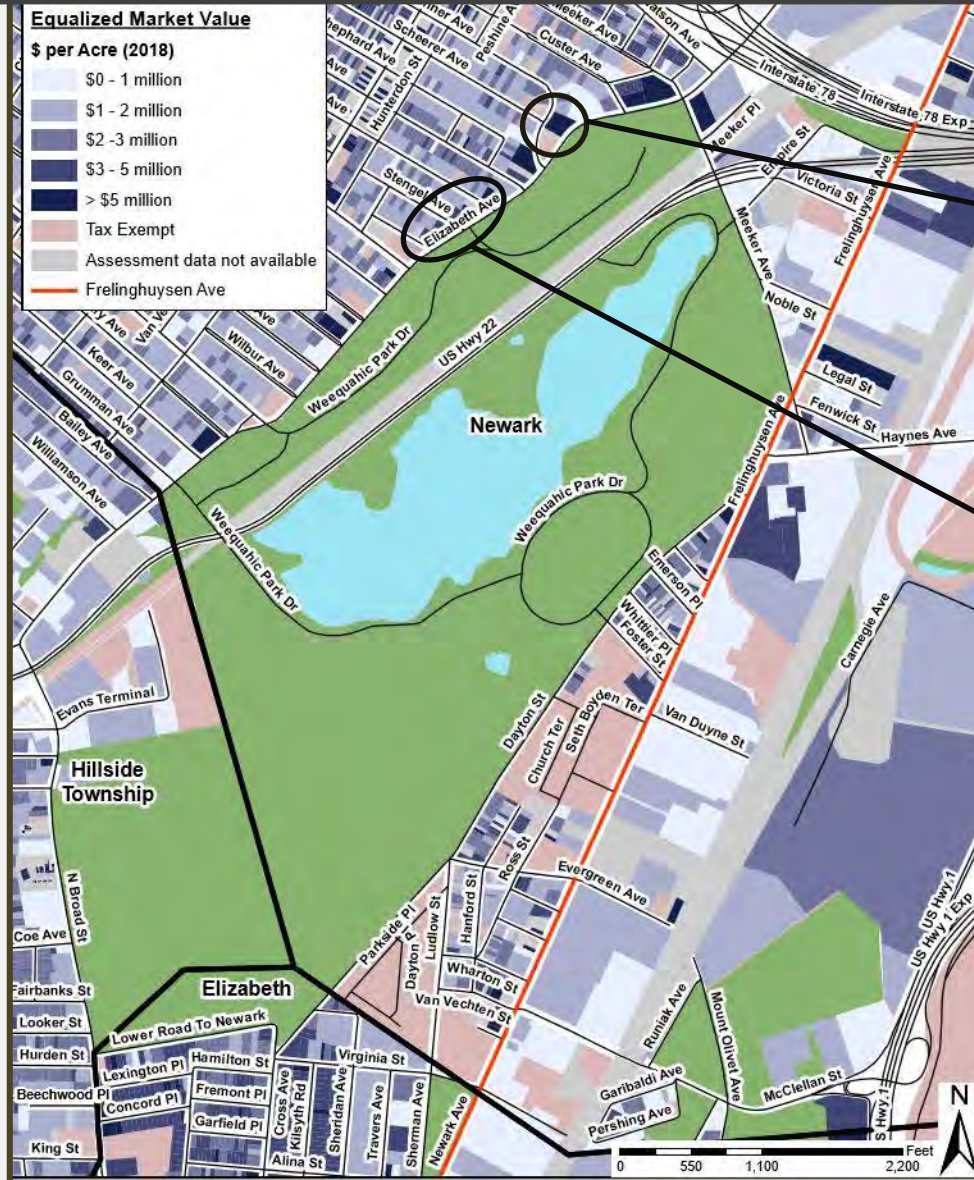 Equalized Market Value
$ per Acre (2018)
$0 - 1 million
$1 - 2 million
$2 -3 million
$3 - 5 million
> $5 million
Tax Exempt
Assessment data not available
Frelinghuysen Ave
Scheerer Ave
Peshine A
Meeker Ave
Custer Ave
Hunterdon St
Interstate 78
Interstate 78 Exp
Meeker Pl
Empire St
Victoria St
Frelinghuysen Ave
Stengel Ave
Elizabeth Ave
Meeker Ave
Noble St
Legal St
Fenwick St
Haynes Ave
Keer Ave
Wilbur Ave
Grumman Ave
Bailey Ave
Williamson Ave
Weequahic Park Dr
US Hwy 22
Newark
Frelinghuysen Ave
Weequahic Park Dr
Weequahic Park Dr
Emerson Pl
Whittier Pl
Foster St
Carnegie Ave
Evans Terminal
Dayton St
Church Ter
Seth Boyden Ter
Van Duyne St
Hillside
Township
N Broad St
Ross St
Evergreen Ave
Hanford St
Ludlow St
Parkside Pl
Dayton P
US Hwy 1
US Hwy 1 Exp
Coe Ave
Fairbanks St
Elizabeth
Wharton St
Van Vechten St
Looker St
Lower Road To Newark
Runiak Ave
Mount Olivet Ave
Hurden St
Lexington Pl
Hamilton St
Virginia St
Beechwood Pl
Concord Pl
Fremont Pl
Garfield Pl
Cross Ave
Kilsyth Rd
Sheridan Ave
Travers Ave
Sherman Ave
Newark Ave
Garibaldi Ave
McClellan St
Pershing Ave
S Hwy 1
King St
Alina St
N
Feet
0 550 1,100 2,200